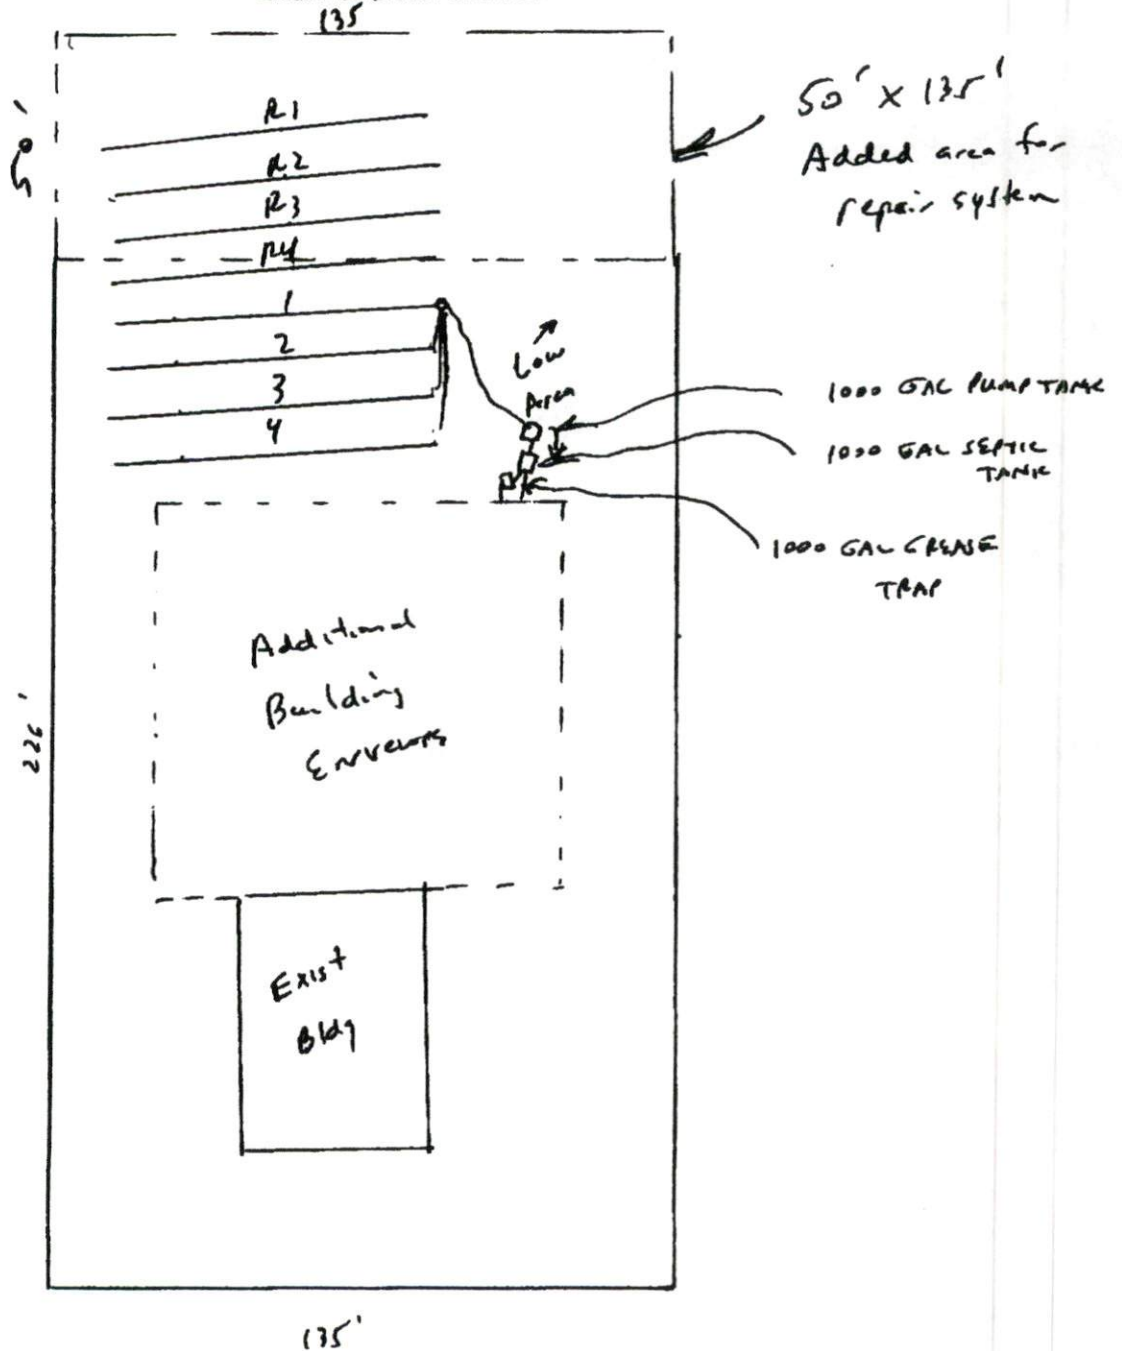 135
50'
50' x 135'
Added area for
repair system
R1
R2
R3
R4
1
2
3
4
Low
Area
1000 GAL PUMP TANK
1000 GAL SEPTIC
TANK
1000 GAL GREASE
TRAP
Additional
Building
Envelope
226'
Exist
Bldg
135'